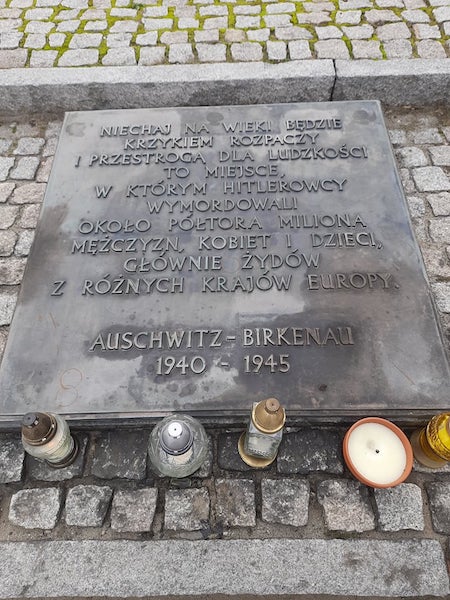 NIECHAJ NA WIEKI BĘDZIE
KRZYKIEM ROZPACZY
I PRZESTROGĄ DLA LUDZKOŚCI
TO MIEJSCE,
W KTÓRYM HITLEROWCY
WYMORDOWALI
OKOŁO PÓŁTORA MILIONA
MĘŻCZYZN, KOBIET I DZIECI,
GŁÓWNIE ŻYDÓW
Z RÓŻNYCH KRAJÓW EUROPY.
AUSCHWITZ - BIRKENAU
1940 - 1945